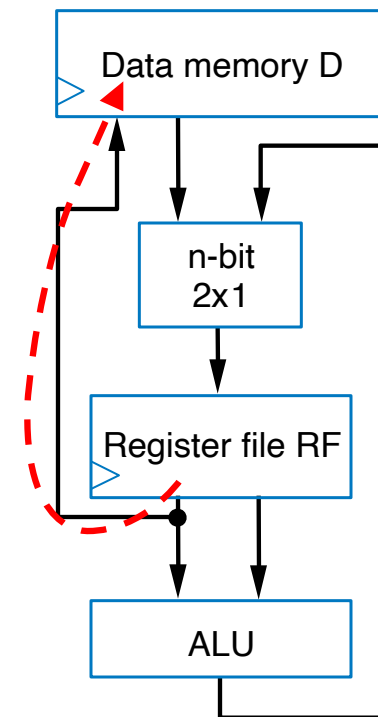 Data memory D
n-bit
2x1
Register file RF
ALU